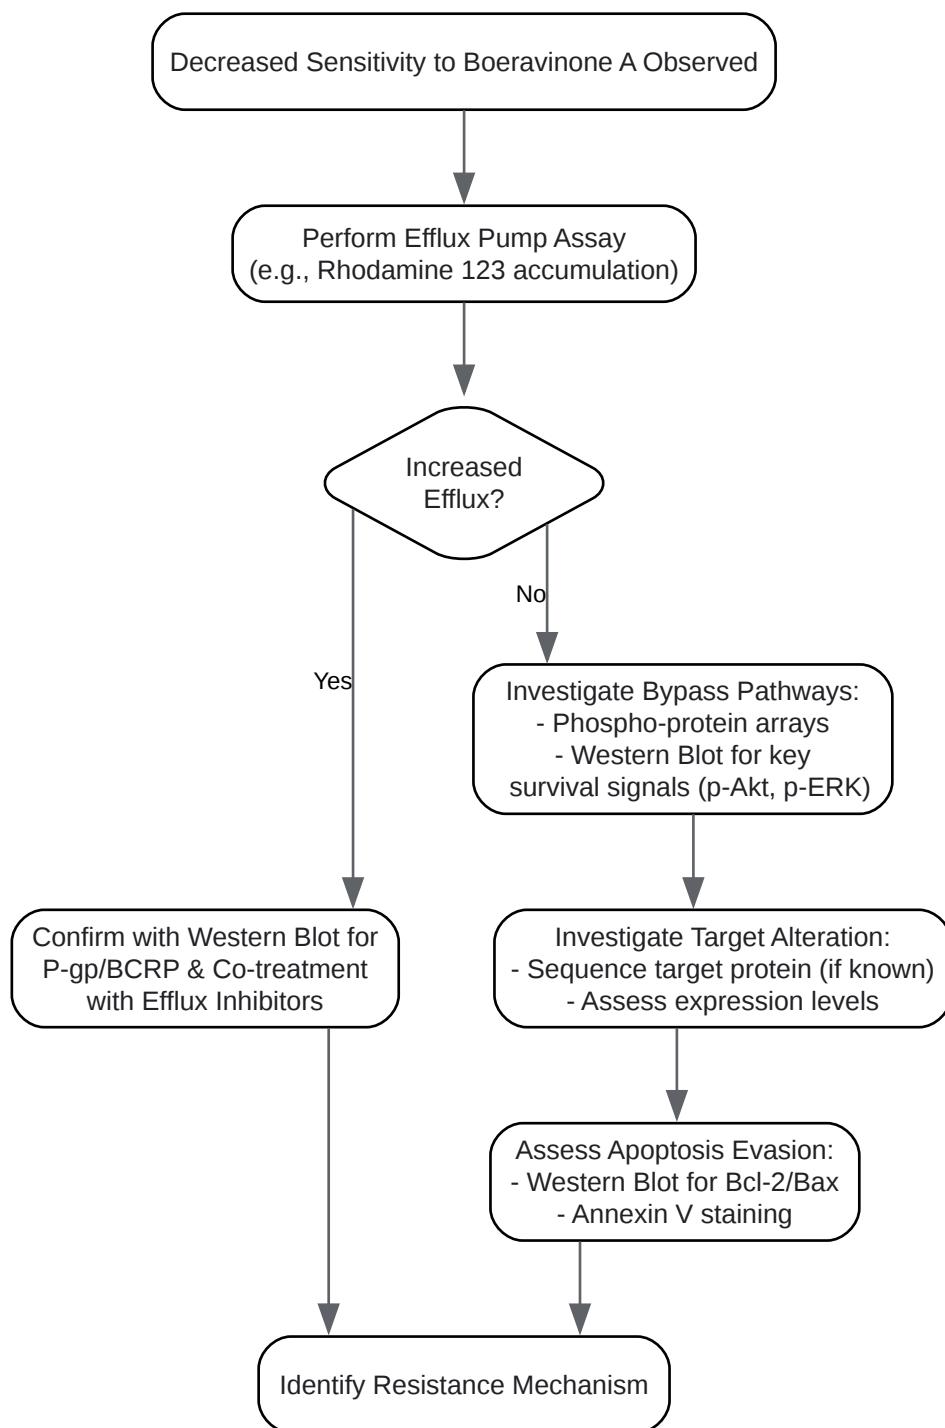 Decreased Sensitivity to Boeravinone A Observed
Perform Efflux Pump Assay
(e.g., Rhodamine 123 accumulation)
Increased
Efflux?
No
Yes
Investigate Bypass Pathways:
- Phospho-protein arrays
- Western Blot for key
survival signals (p-Akt, p-ERK)
Confirm with Western Blot for
P-gp/BCRP & Co-treatment
with Efflux Inhibitors
Investigate Target Alteration:
- Sequence target protein (if known)
- Assess expression levels
Assess Apoptosis Evasion:
- Western Blot for Bcl-2/Bax
- Annexin V staining
Identify Resistance Mechanism